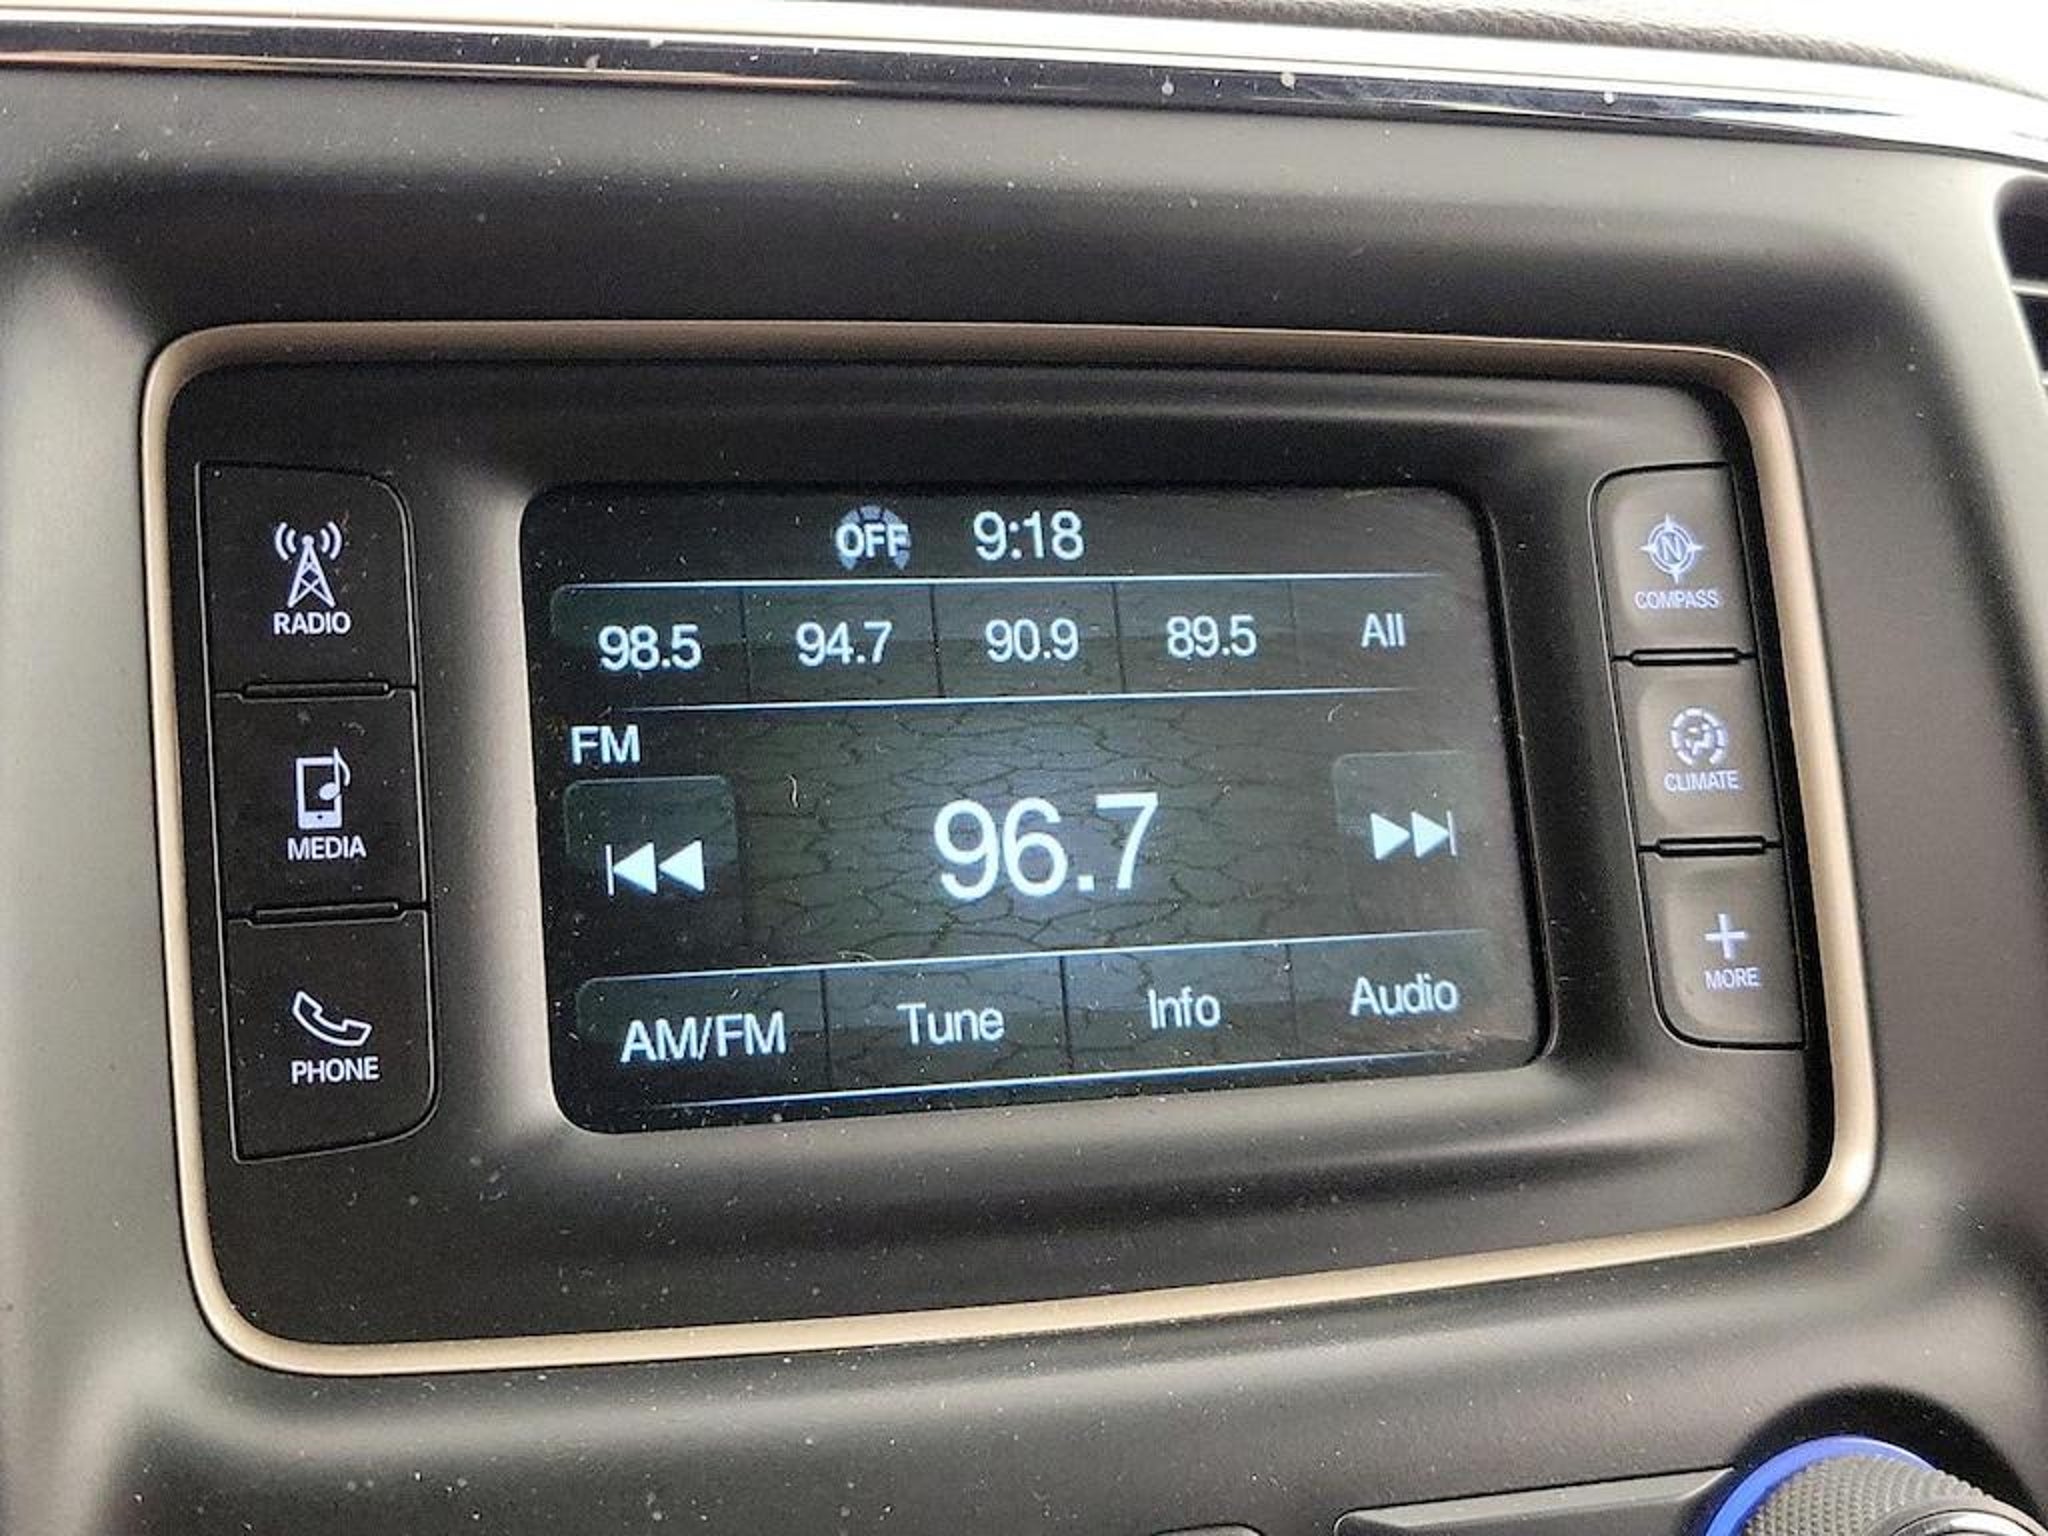 OFF 9:18
98.5 94.7 90.9 89.5 All
FM
96.7
AM/FM Tune Info Audio
RADIO
MEDIA
PHONE
N
COMPASS
CLIMATE
MORE